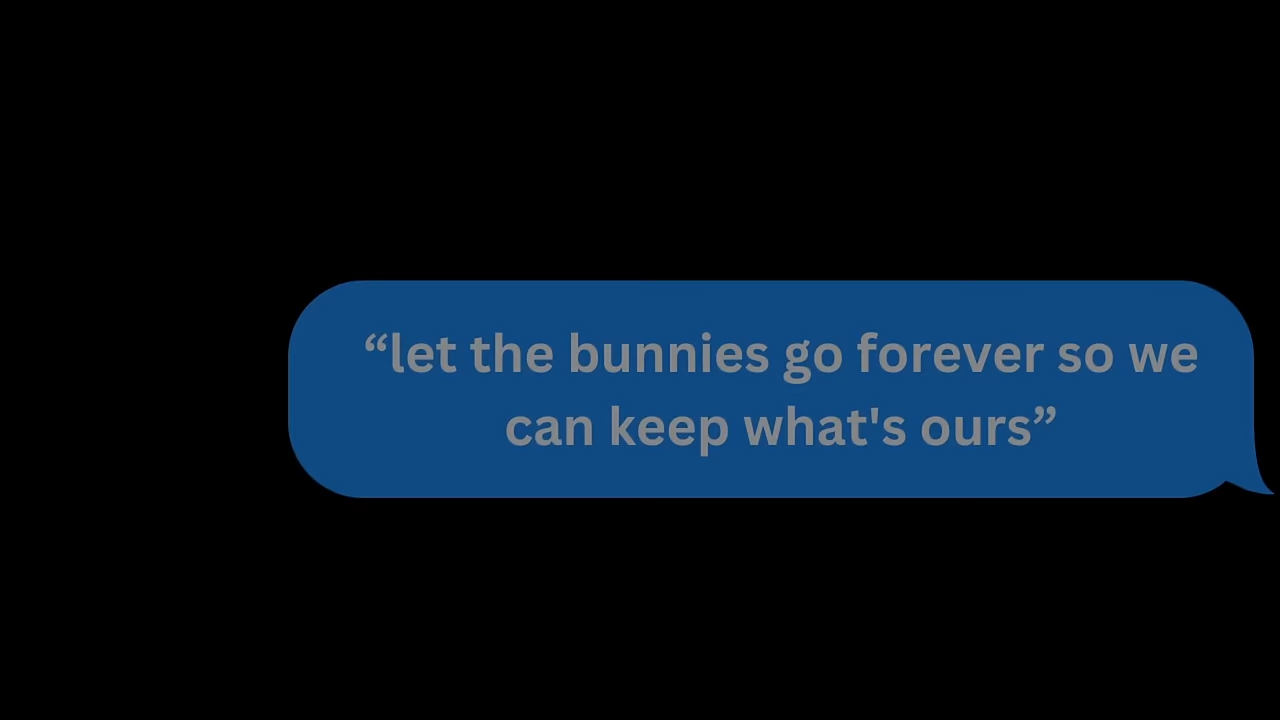 “let the bunnies go forever so we
can keep what's ours”